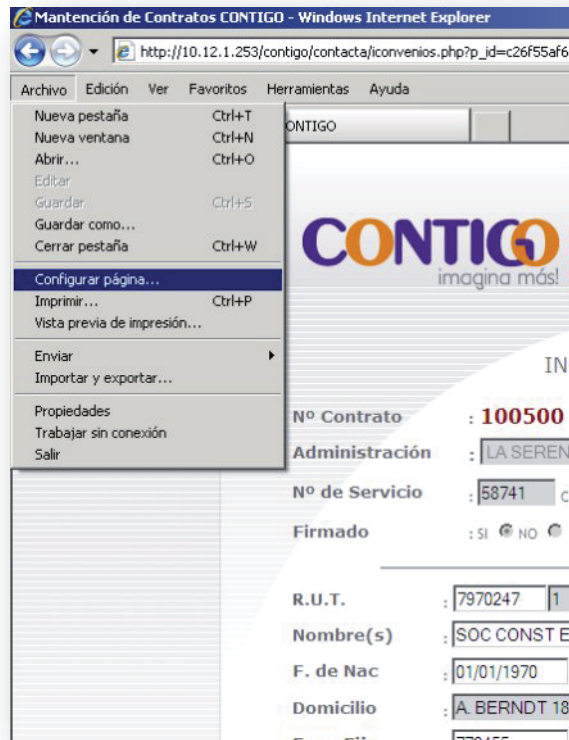 Mantención de Contratos CONTIGO - Windows Internet Explorer
http://10.12.1.253/contigo/contacta/iconvenios.php?p_id=c26f55af6
Archivo Edición Ver Favoritos Herramientas Ayuda
ONTIGO
Nueva pestaña Ctrl+T
Nueva ventana Ctrl+N
Abrir... Ctrl+O
Editar
Guardar Ctrl+S
Guardar como...
Cerrar pestaña Ctrl+W
Configurar página...
Imprimir... Ctrl+P
Vista previa de impresión...
Enviar
Importar y exportar...
Propiedades
Trabajar sin conexión
Salir
CONTIGO
imagina más!
IN
Nº Contrato : 100500
Administración : LA SEREN
Nº de Servicio : 58741
Firmado : SI NO
R.U.T. : 7970247 1
Nombre(s) : SOC CONST E
F. de Nac : 01/01/1970
Domicilio : A. BERNDT 18